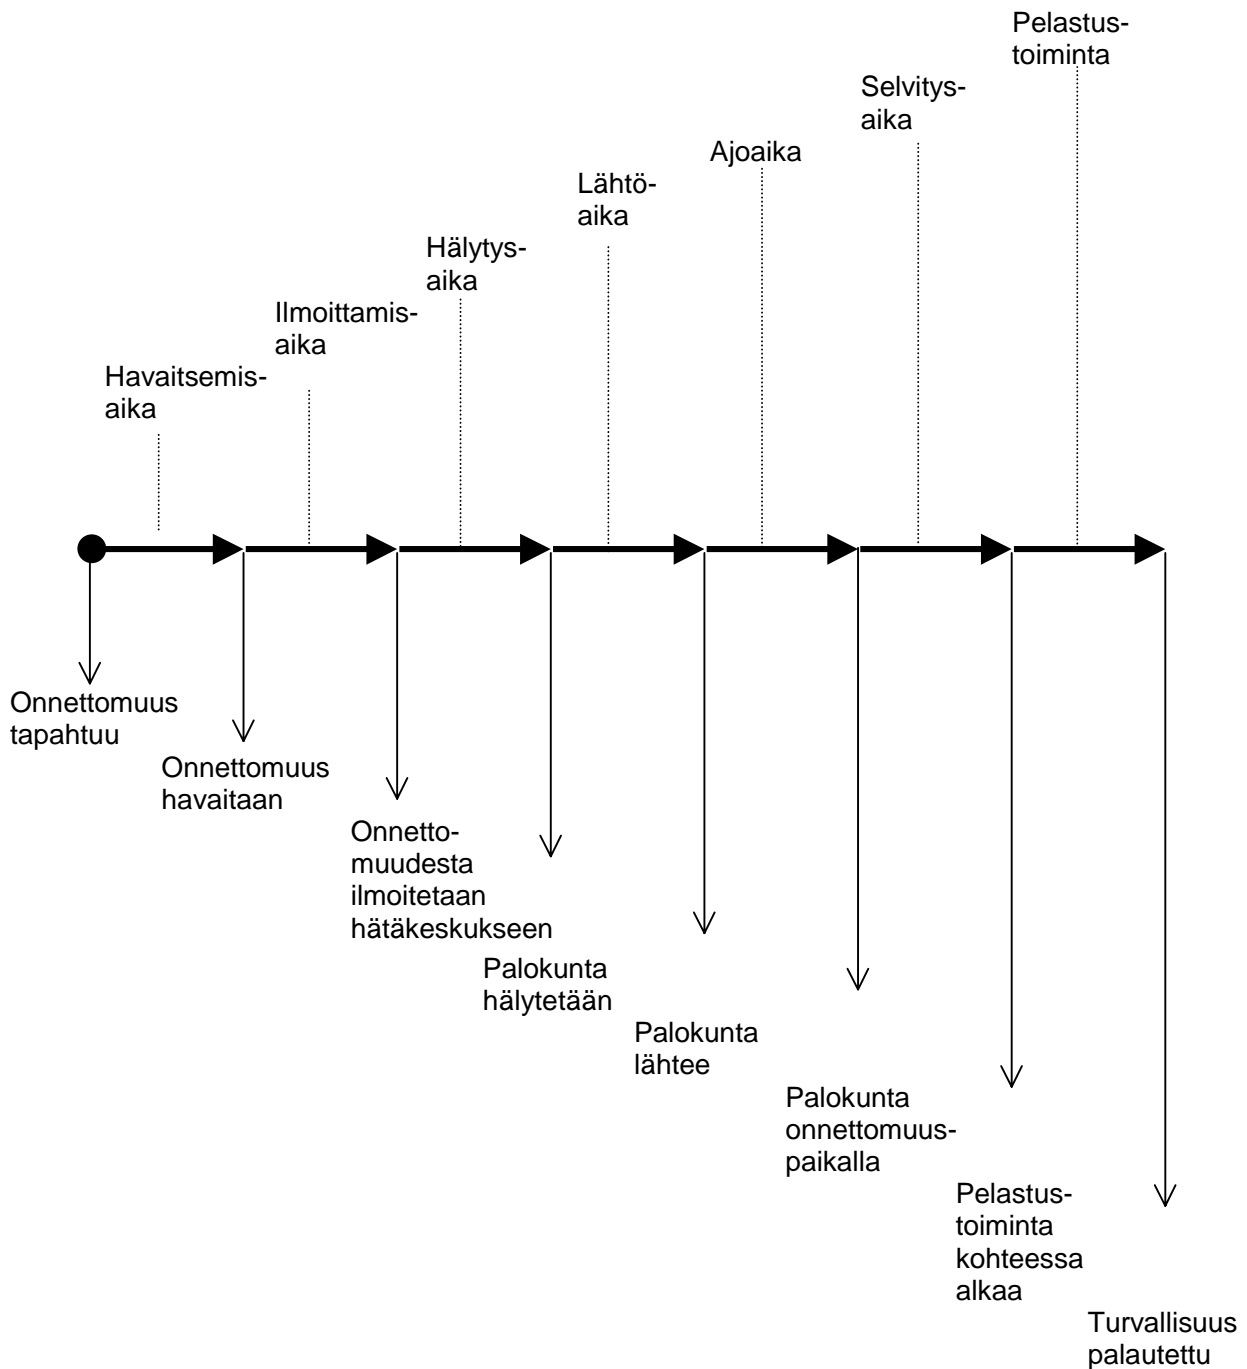 Pelastus-
toiminta
Selvitys-
aika
Ajoaika
Lähtö-
aika
Hälytys-
aika
Ilmoittamis-
aika
Havaitsemis-
aika
Onnettomuus
tapahtuu
Onnettomuus
havaitaan
Onnetto-
muudesta
ilmoitetaan
hätäkeskukseen
Palokunta
hälytetään
Palokunta
lähtee
Palokunta
onnettomuus-
paikalla
Pelastus-
toiminta
kohteessa
alkaa
Turvallisuus
palautettu